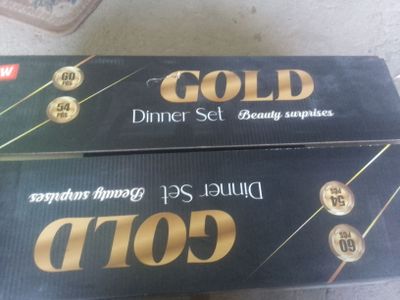 W
60
PCS
54
PCS
GOLD
Dinner Set Beauty surprises
Dinner Set Beauty surprises
GOLD
54
PCS
60
PCS